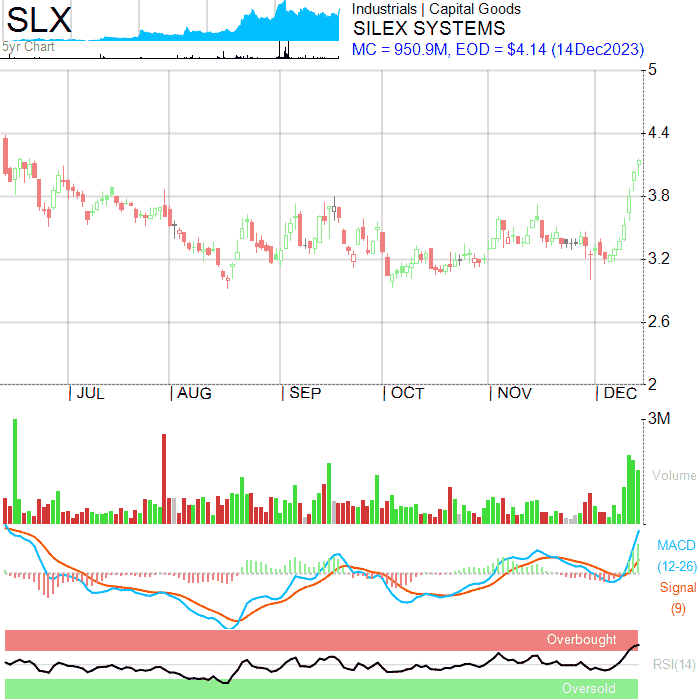 SLX
5yr Chart
Industrials | Capital Goods
SILEX SYSTEMS
MC = 950.9M, EOD = $4.14 (14Dec2023)
5
4.4
3.8
3.2
2.6
2
JUL AUG SEP OCT NOV DEC
3M
Volume
MACD
(12-26)
Signal
(9)
Overbought
RSI(14)
Oversold